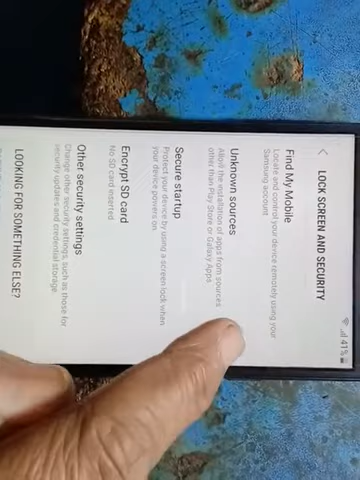 41%
LOCK SCREEN AND SECURITY
Find My Mobile
Locate and control your device remotely using your
Samsung account.
Unknown sources
Allow the installation of apps from sources
other than Play Store or Galaxy Apps.
Secure startup
Protect your device by using a screen lock when
your device powers on.
Encrypt SD card
No SD card inserted.
Other security settings
Change other security settings, such as those for
security updates and credential storage.
LOOKING FOR SOMETHING ELSE?